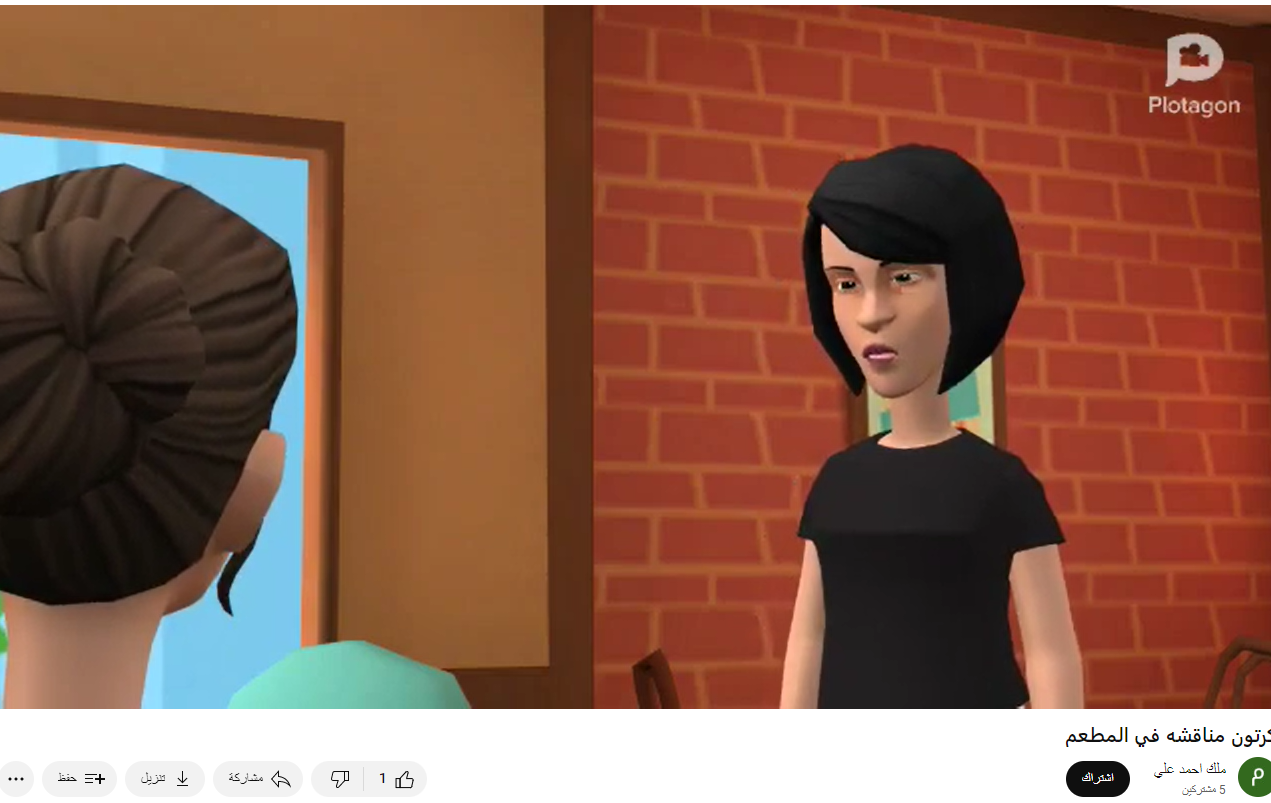 Plotagon
كرتون مناقشه في المطعم
ملك احمد علي
5 مشتركين
اشتراك
1
مشاركة
تنزيل
حفظ
م